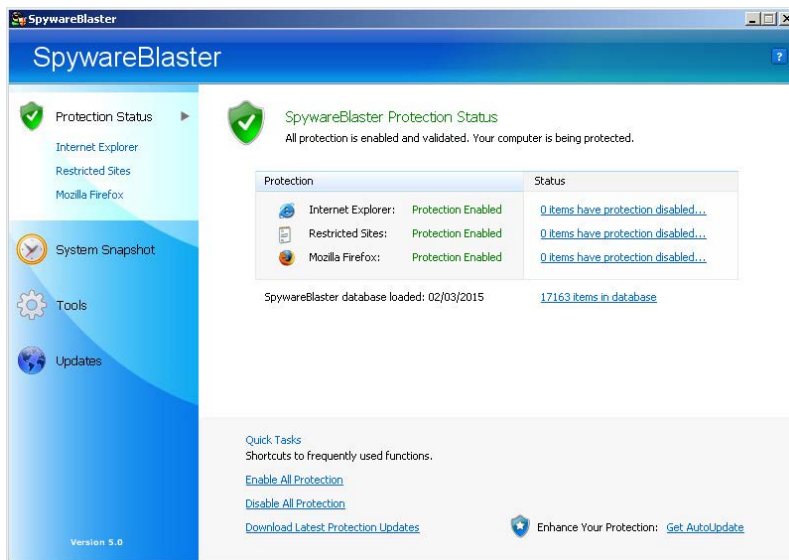 SpywareBlaster
SpywareBlaster
?
Protection Status
Internet Explorer
Restricted Sites
Mozilla Firefox
System Snapshot
Tools
Updates
Version 5.0
SpywareBlaster Protection Status
All protection is enabled and validated. Your computer is being protected.
Protection Status
Internet Explorer: Protection Enabled 0 items have protection disabled...
Restricted Sites: Protection Enabled 0 items have protection disabled...
Mozilla Firefox: Protection Enabled 0 items have protection disabled...
SpywareBlaster database loaded: 02/03/2015 17163 items in database
Quick Tasks
Shortcuts to frequently used functions.
Enable All Protection
Disable All Protection
Download Latest Protection Updates
Enhance Your Protection: Get AutoUpdate